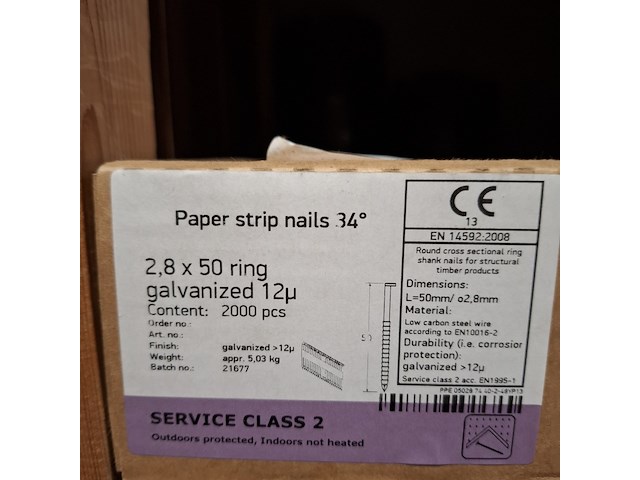 Paper strip nails 34°
2,8 x 50 ring
galvanized 12µ
Content: 2000 pcs
Order no.:
Art. no.:
Finish: galvanized >12µ
Weight: appr. 5,03 kg
Batch no.: 21677
50
CE
13
EN 14592:2008
Round cross sectional ring
shank nails for structural
timber products
Dimensions:
L=50mm/ o2,8mm
Material:
Low carbon steel wire
according to EN10016-2
Durability (i.e. corrosion
protection):
galvanized >12µ
Service class 2 acc. EN1995-1
SERVICE CLASS 2
Outdoors protected, Indoors not heated